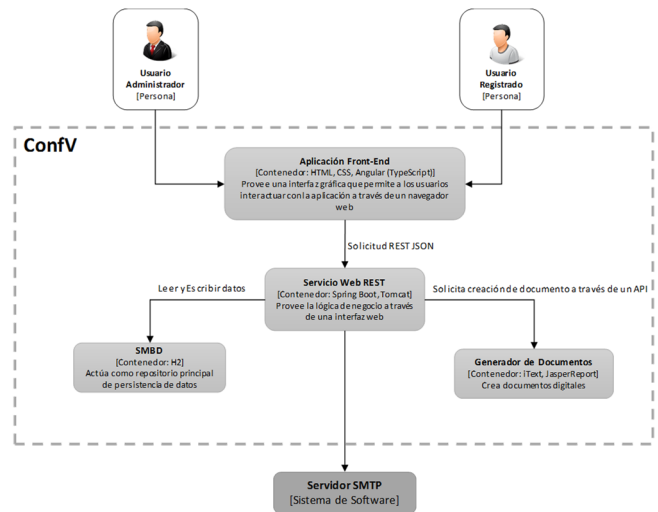 Usuario
Administrador
[Persona]
Usuario
Registrado
[Persona]
ConfV
Aplicación Front-End
[Contenedor: HTML, CSS, Angular (TypeScript)]
Provee una interfaz gráfica que permite a los usuarios
interactuar con la aplicación a través de un navegador
web
Solicitud REST JSON
Servicio Web REST
[Contenedor: Spring Boot, Tomcat]
Provee la lógica de negocio a través
de una interfaz web
Leer y Escribir datos
Solicita creación de documento a través de un API
SMBD
[Contenedor: H2]
Actúa como repositorio principal
de persistencia de datos
Generador de Documentos
[Contenedor: iText, JasperReport]
Crea documentos digitales
Servidor SMTP
[Sistema de Software]